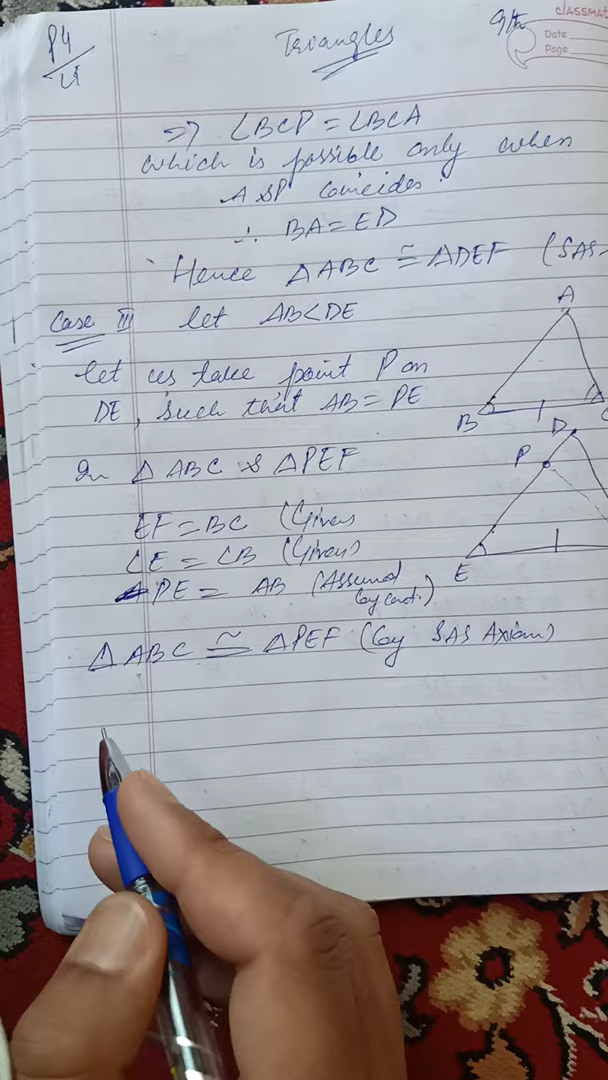 P4
Triangles
9th
CLASSMAT
Date
Page
⇒ ∠BCP = ∠BCA
which is possible only when
A & P coincides.
∴ BA = ED
Hence △ABC ≅ △DEF (SAS
Case III let AB < DE
A
let us take point P on
DE, such that AB = PE
B
C
D
In △ ABC & △PEF
P
EF = BC (Given)
∠E = ∠B (Given)
E
PE = AB (Assumed
by cont.)
△ABC ≅ △PEF (by SAS Axiom)